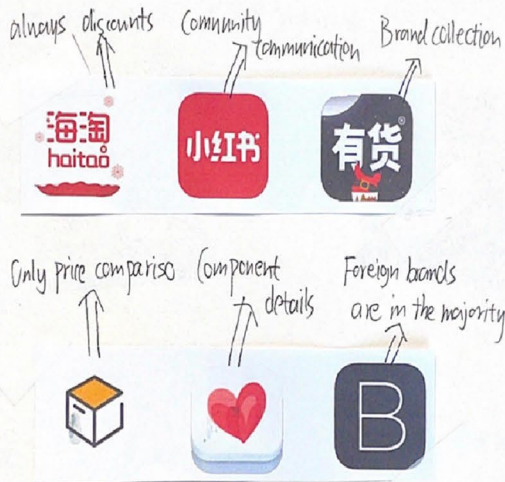 always discounts
Community
communication
Brand collection
海淘
haitao
小红书
有货
Only price compariso
Component
details
Foreign brands
are in the majority
B